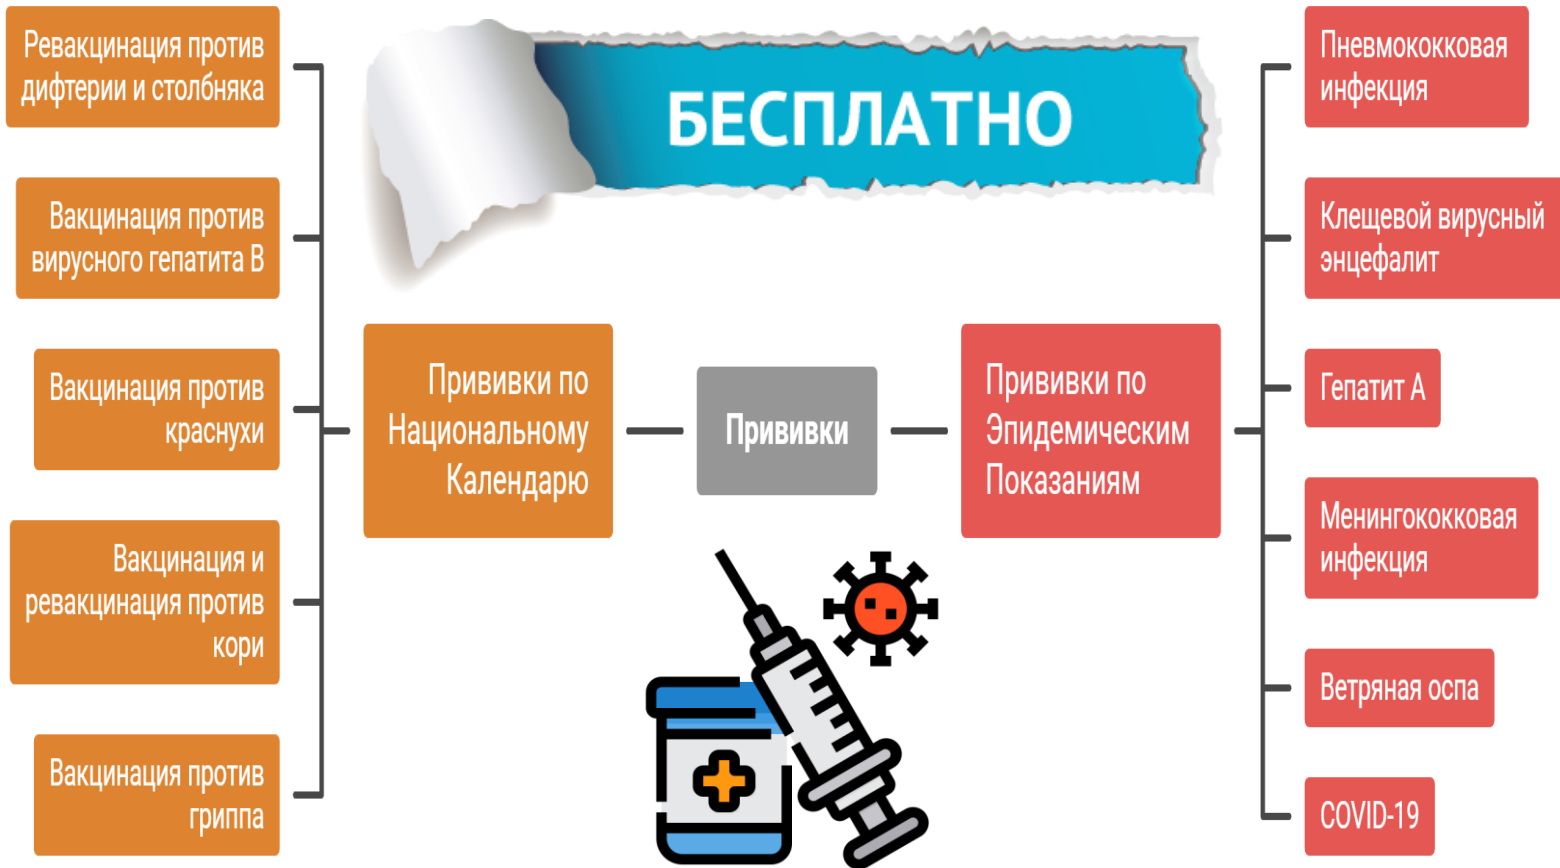 Ревакцинация против
дифтерии и столбняка
Вакцинация против
вирусного гепатита В
Вакцинация против
краснухи
Вакцинация и
ревакцинация против
кори
Вакцинация против
гриппа
БЕСПЛАТНО
Прививки по
Национальному
Календарю
Прививки
Прививки по
Эпидемическим
Показаниям
Пневмококковая
инфекция
Клещевой вирусный
энцефалит
Гепатит А
Менингококковая
инфекция
Ветряная оспа
COVID-19